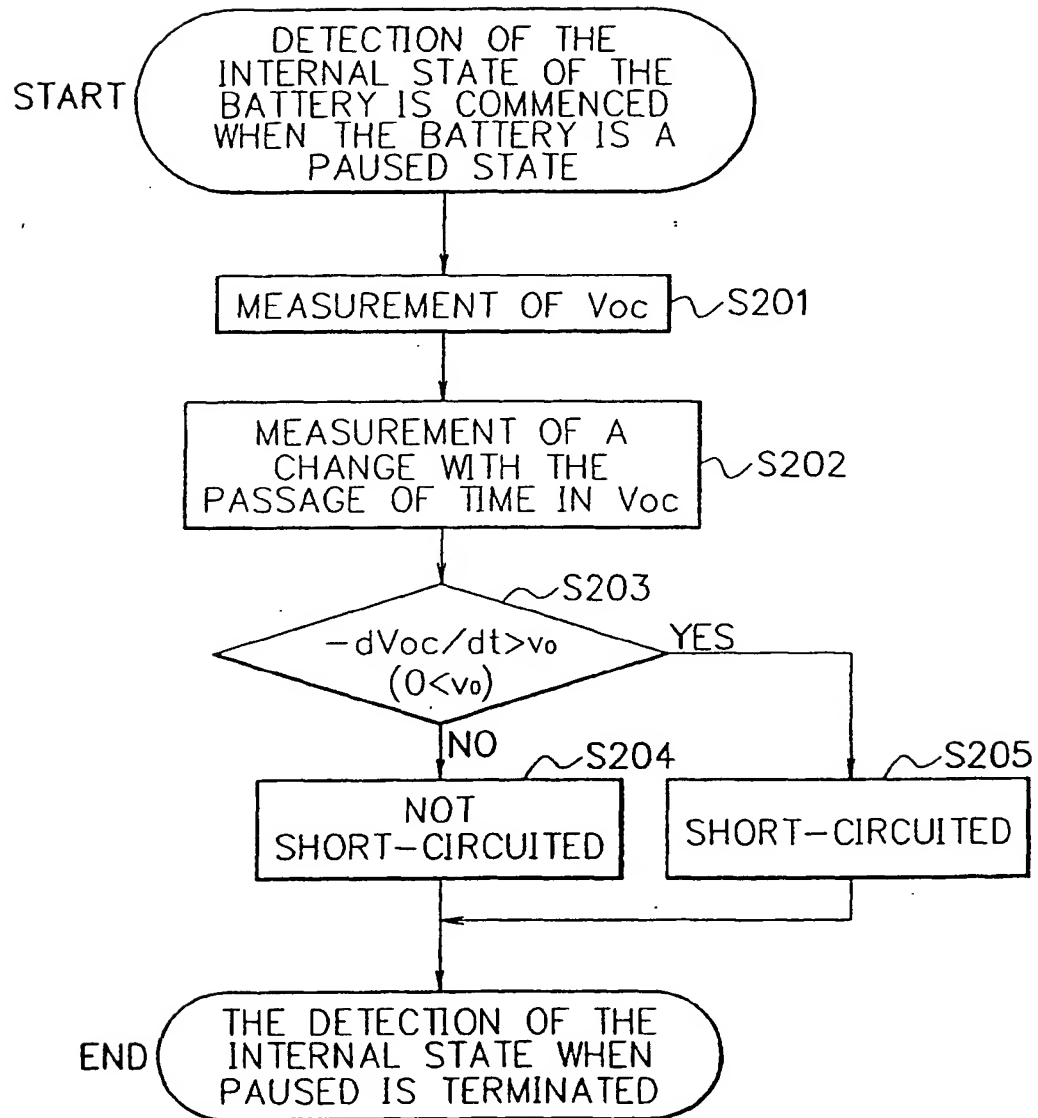 START
DETECTION OF THE
INTERNAL STATE OF THE
BATTERY IS COMMENCED
WHEN THE BATTERY IS A
PAUSED STATE
MEASUREMENT OF Voc
S201
MEASUREMENT OF A
CHANGE WITH THE
PASSAGE OF TIME IN Voc
S202
S203
-dVoc/dt>v₀
(0<v₀)
YES
NO
S204
NOT
SHORT-CIRCUITED
S205
SHORT-CIRCUITED
END
THE DETECTION OF THE
INTERNAL STATE WHEN
PAUSED IS TERMINATED